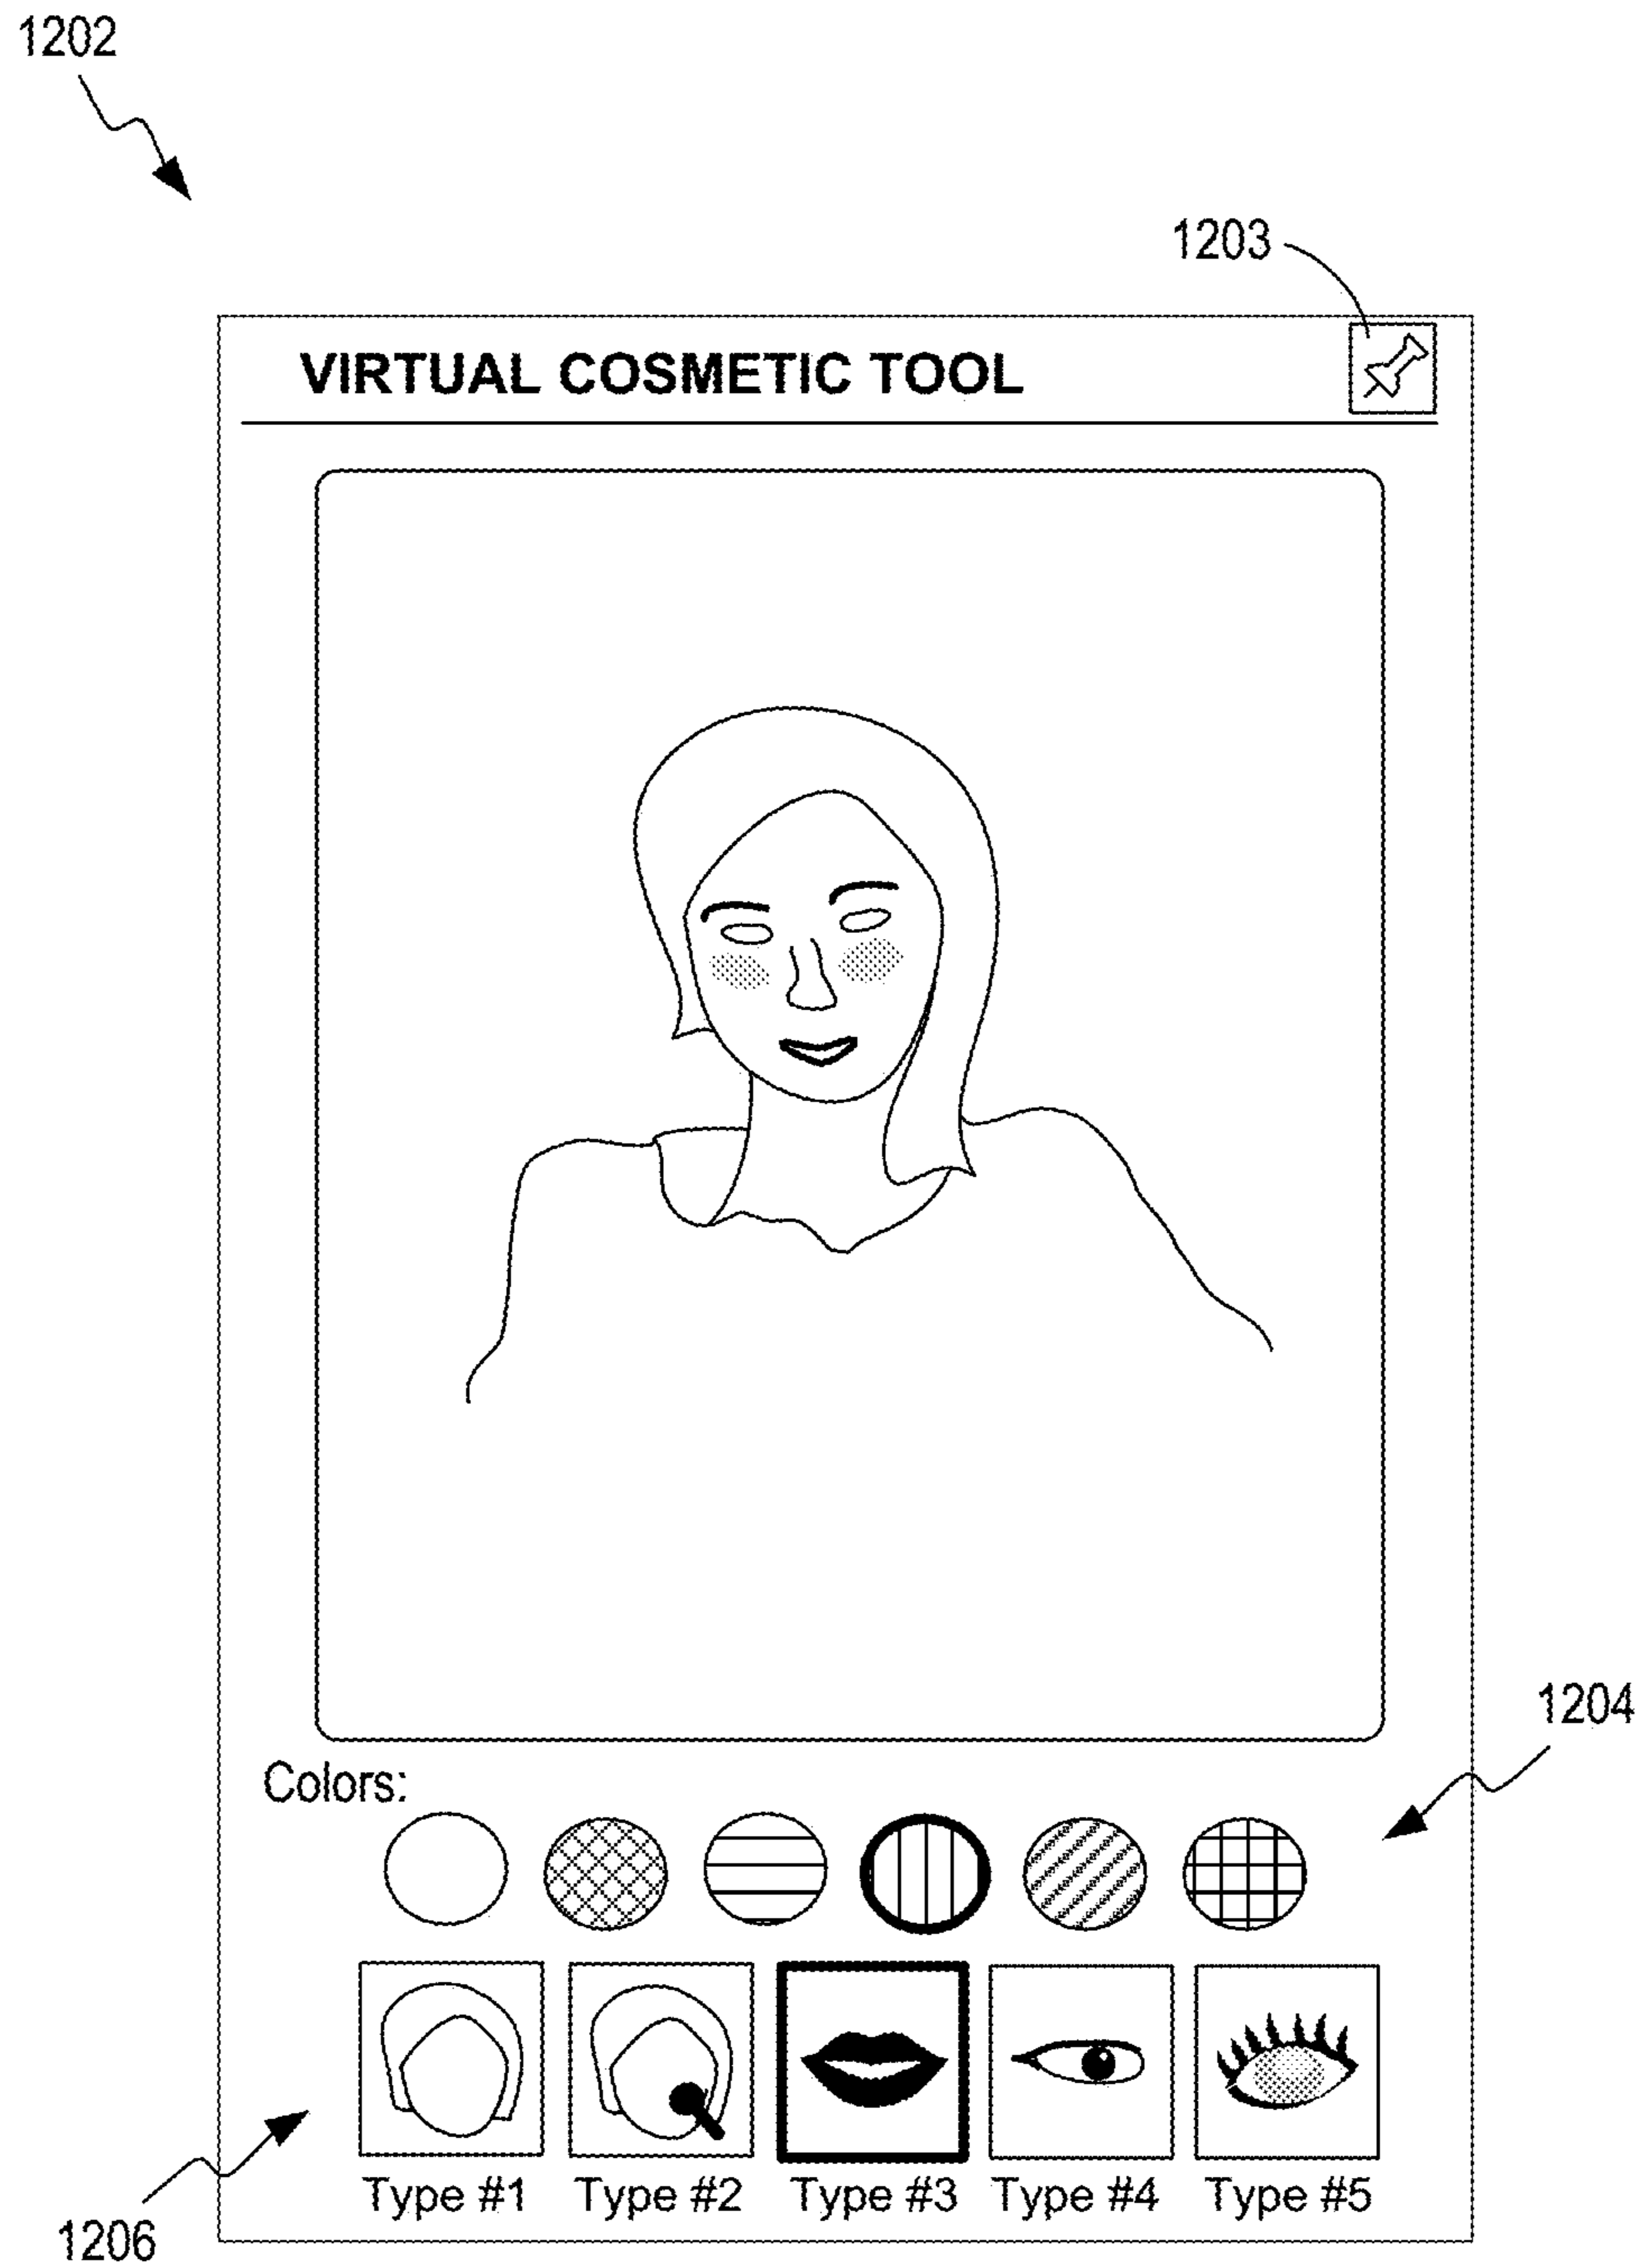 1202
1203
VIRTUAL COSMETIC TOOL
1204
Colors:
Type #1 Type #2 Type #3 Type #4 Type #5
1206